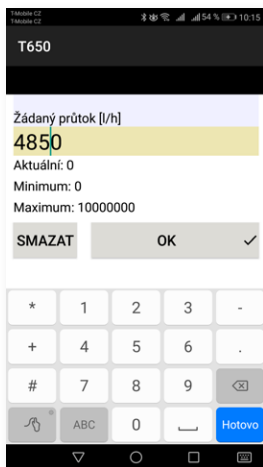 T-Mobile CZ
T-Mobile CZ
54 % 10:15
T650
Žádaný průtok [l/h]
4850
Aktuální: 0
Minimum: 0
Maximum: 10000000
SMAZAT OK
* 1 2 3 -
+ 4 5 6 .
# 7 8 9
ABC 0 Hotovo